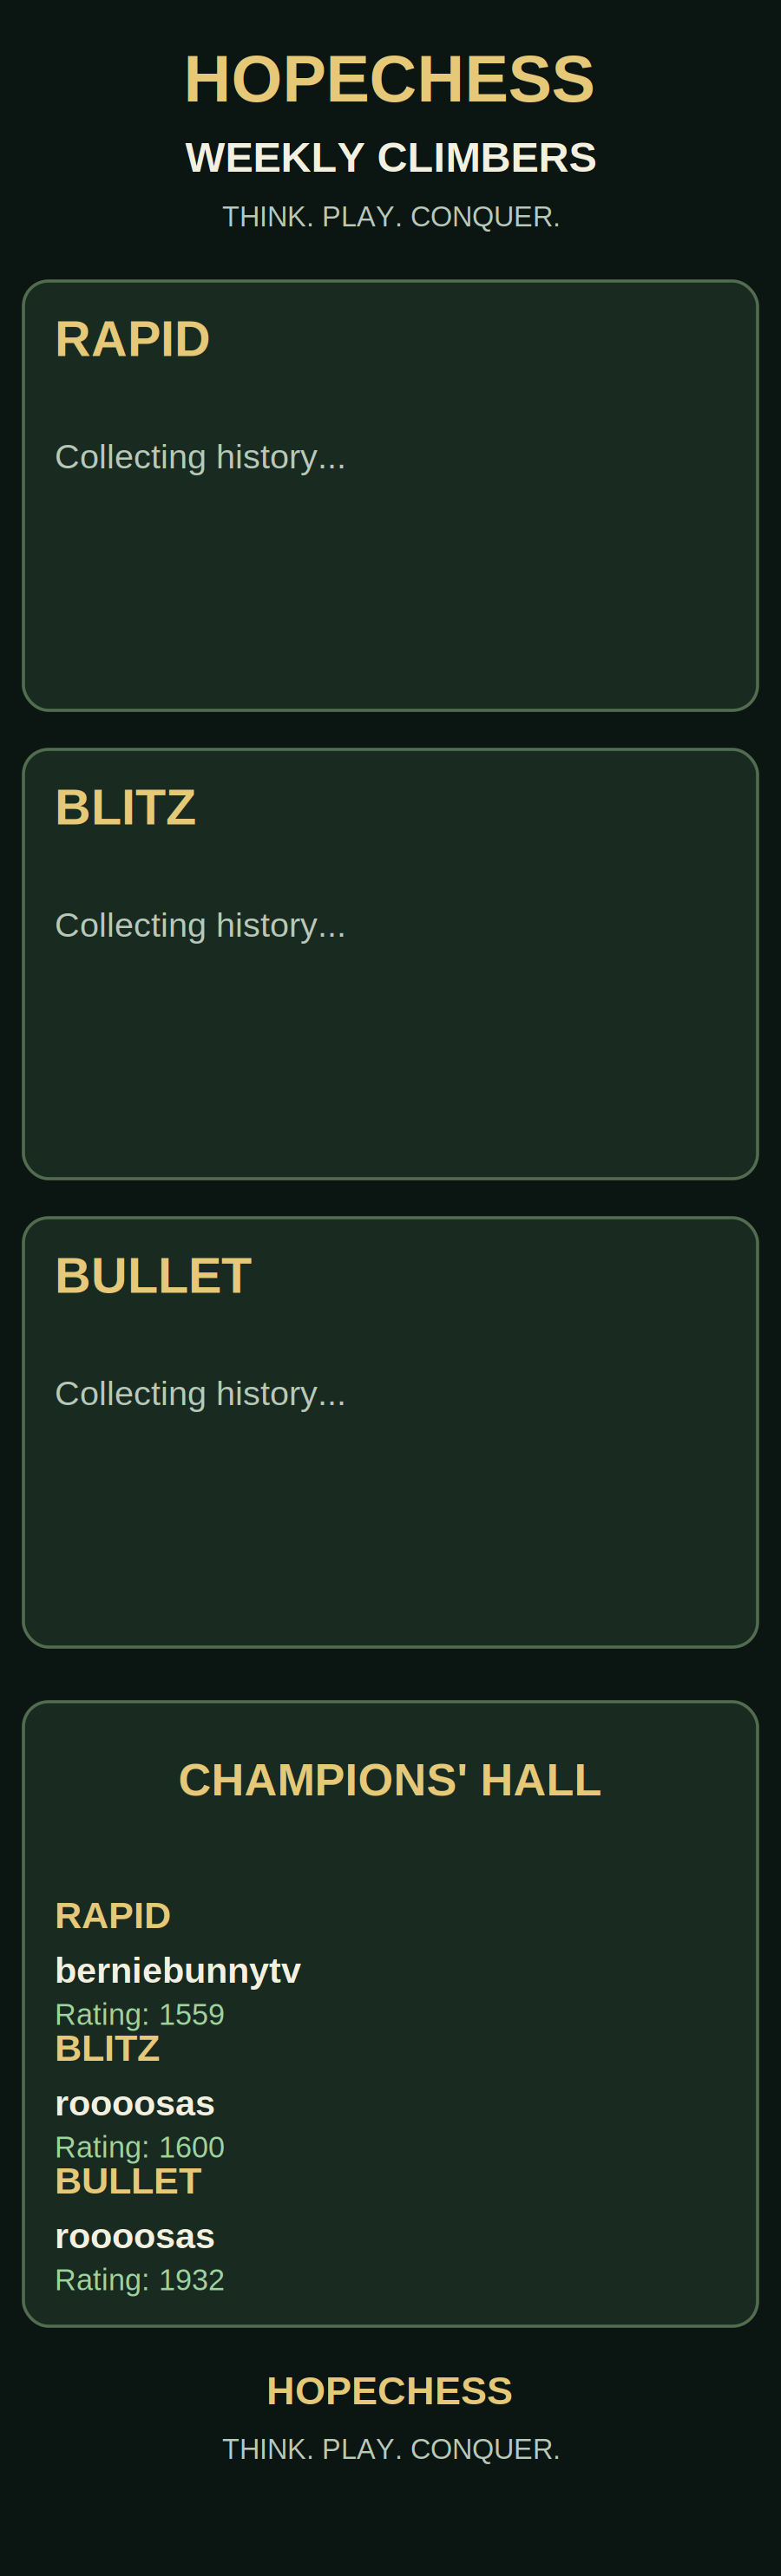 HOPECHESS
WEEKLY CLIMBERS
THINK. PLAY. CONQUER.
RAPID
Collecting history...
BLITZ
Collecting history...
BULLET
Collecting history...
CHAMPIONS' HALL
RAPID
berniebunnytv
Rating: 1559
BLITZ
roooosas
Rating: 1600
BULLET
roooosas
Rating: 1932
HOPECHESS
THINK. PLAY. CONQUER.